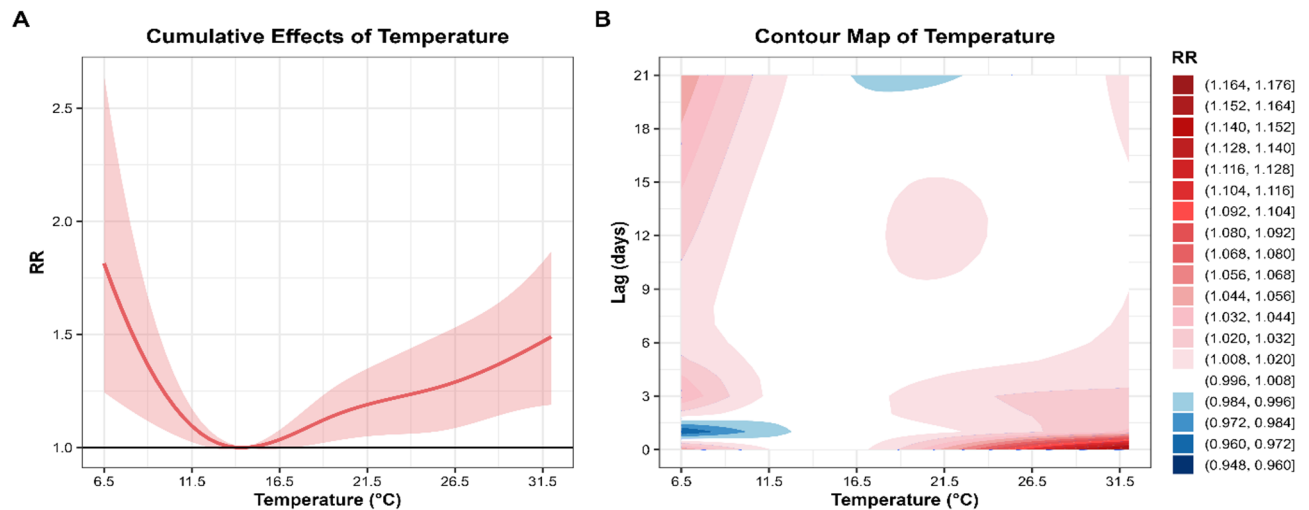 A
Cumulative Effects of Temperature
RR
2.5
2.0
1.5
1.0
6.5 11.5 16.5 21.5 26.5 31.5
Temperature (°C)
B
Contour Map of Temperature
Lag (days)
21
18
15
12
9
6
3
0
6.5 11.5 16.5 21.5 26.5 31.5
Temperature (°C)
RR
(1.164, 1.176]
(1.152, 1.164]
(1.140, 1.152]
(1.128, 1.140]
(1.116, 1.128]
(1.104, 1.116]
(1.092, 1.104]
(1.080, 1.092]
(1.068, 1.080]
(1.056, 1.068]
(1.044, 1.056]
(1.032, 1.044]
(1.020, 1.032]
(1.008, 1.020]
(0.996, 1.008]
(0.984, 0.996]
(0.972, 0.984]
(0.960, 0.972]
(0.948, 0.960]